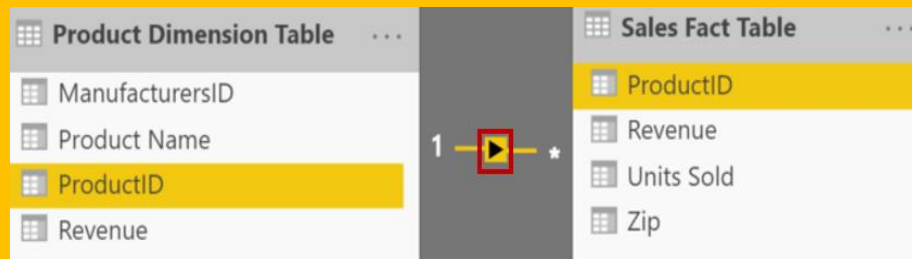 Product Dimension Table ...
ManufacturersID
Product Name
ProductID
Revenue
1 *
Sales Fact Table ...
ProductID
Revenue
Units Sold
Zip